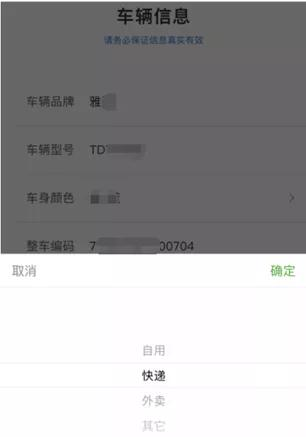 车辆信息
请务必保证信息真实有效
车辆品牌 雅
车辆型号 TD
车身颜色
整车编码 7 00704
取消 确定
自用
快递
外卖
其它